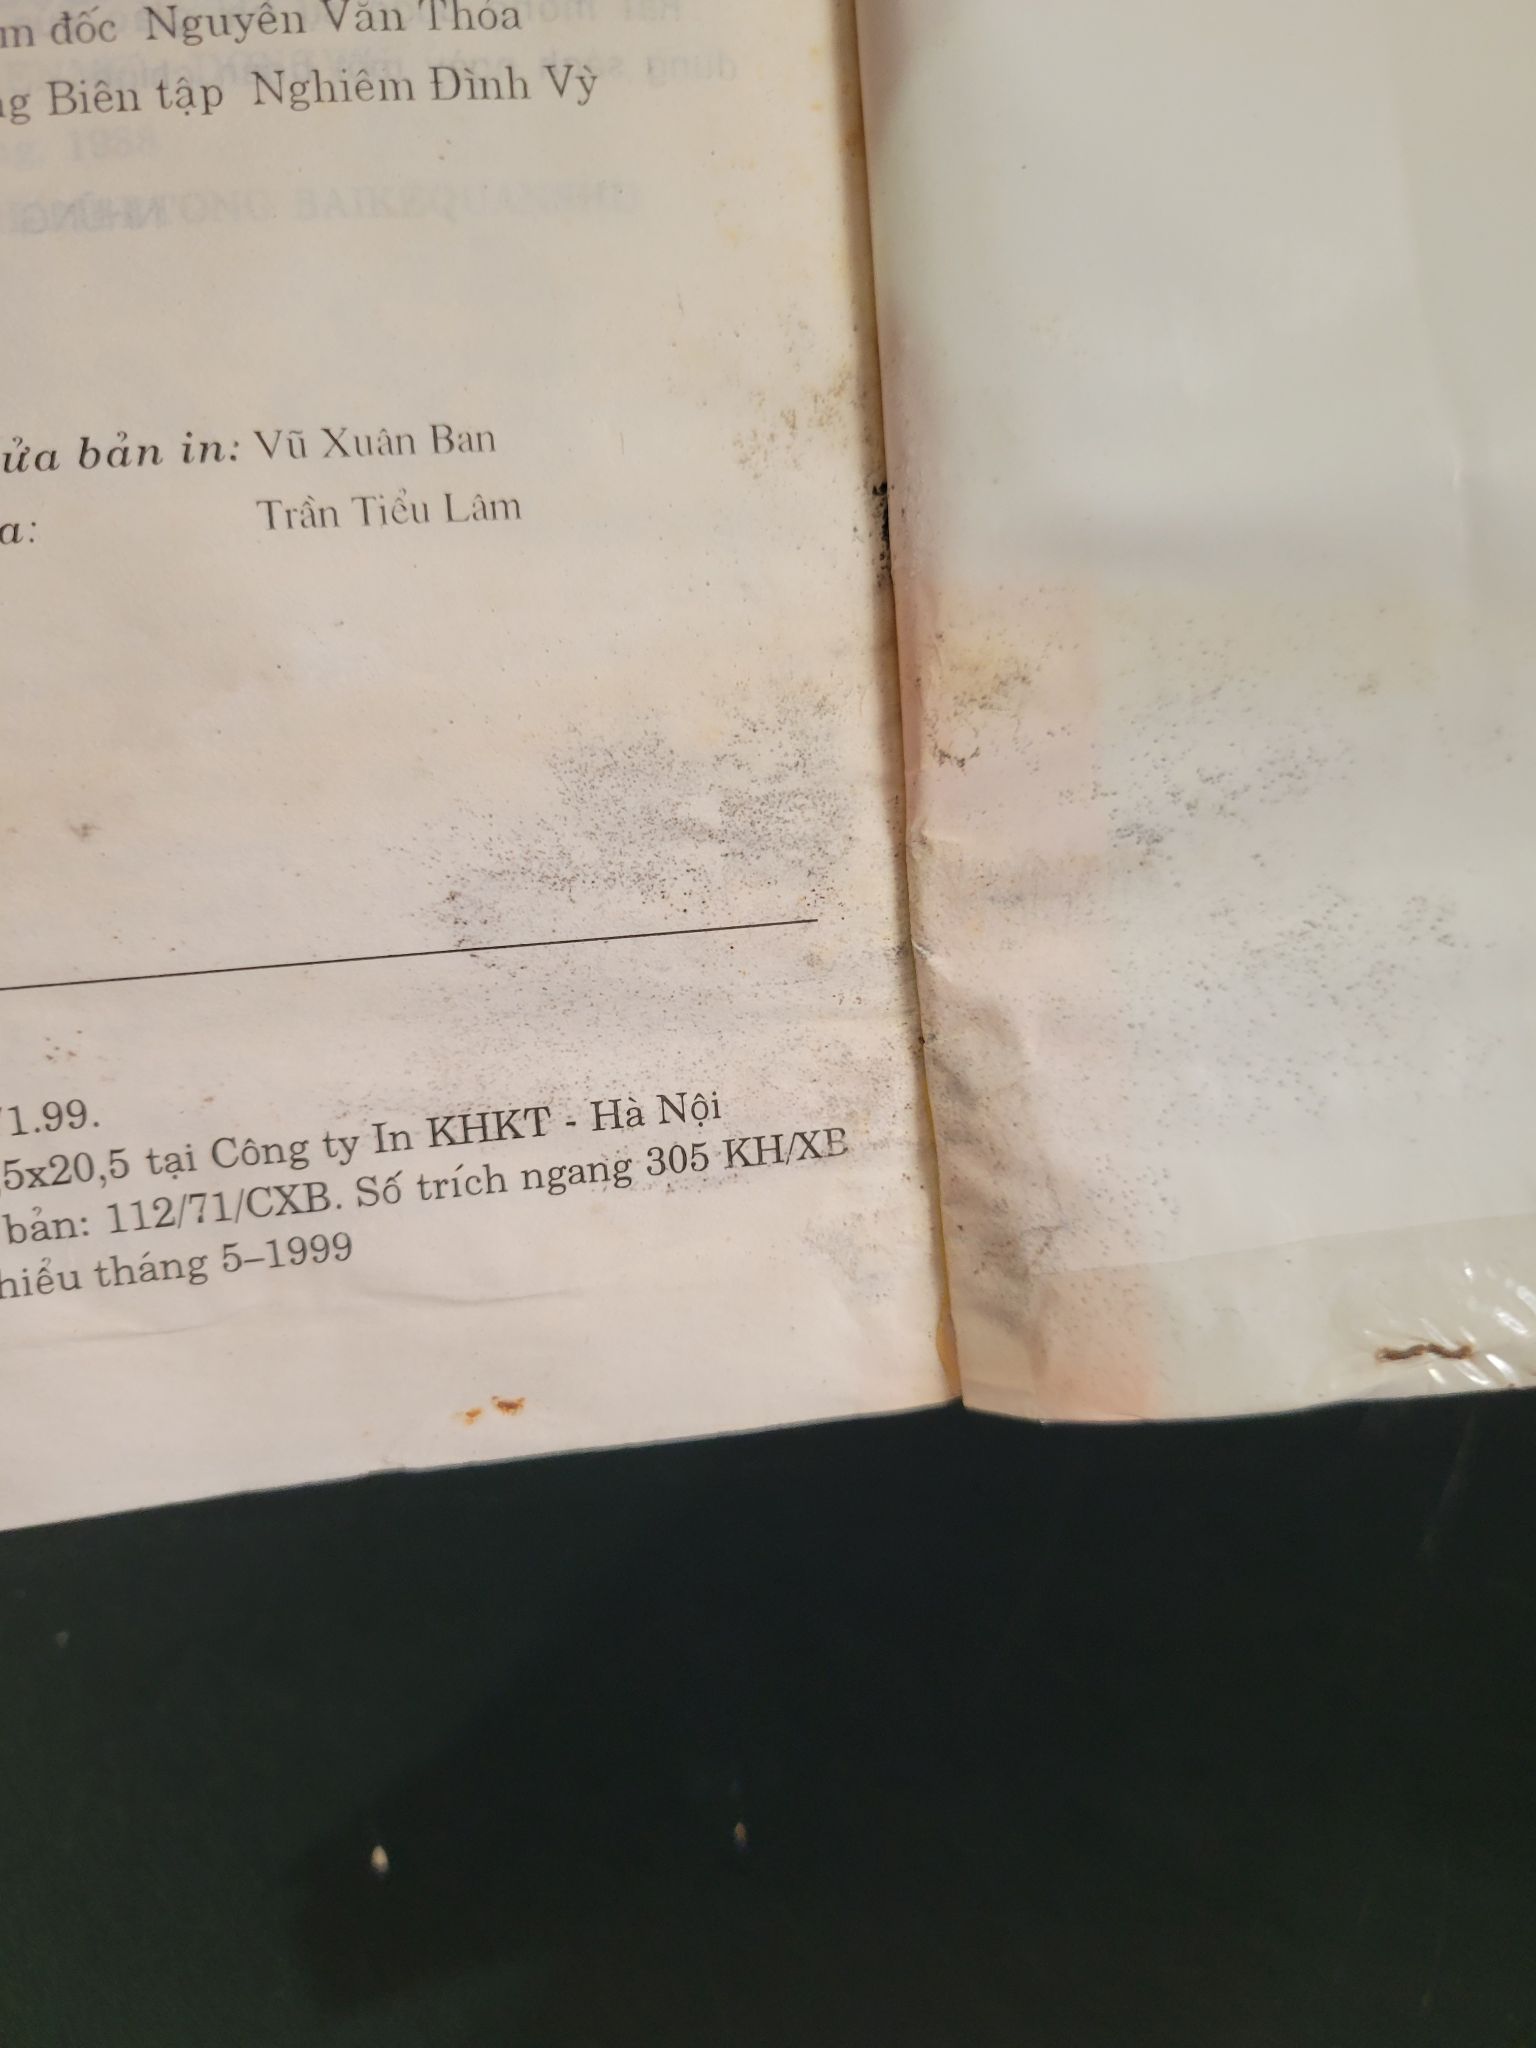 m đốc Nguyễn Văn Thỏa
ng Biên tập Nghiêm Đình Vỳ
ửa bản in: Vũ Xuân Ban
a: Trần Tiểu Lâm
/1.99.
,5x20,5 tại Công ty In KHKT - Hà Nội
bản: 112/71/CXB. Số trích ngang 305 KH/XB
hiểu tháng 5–1999